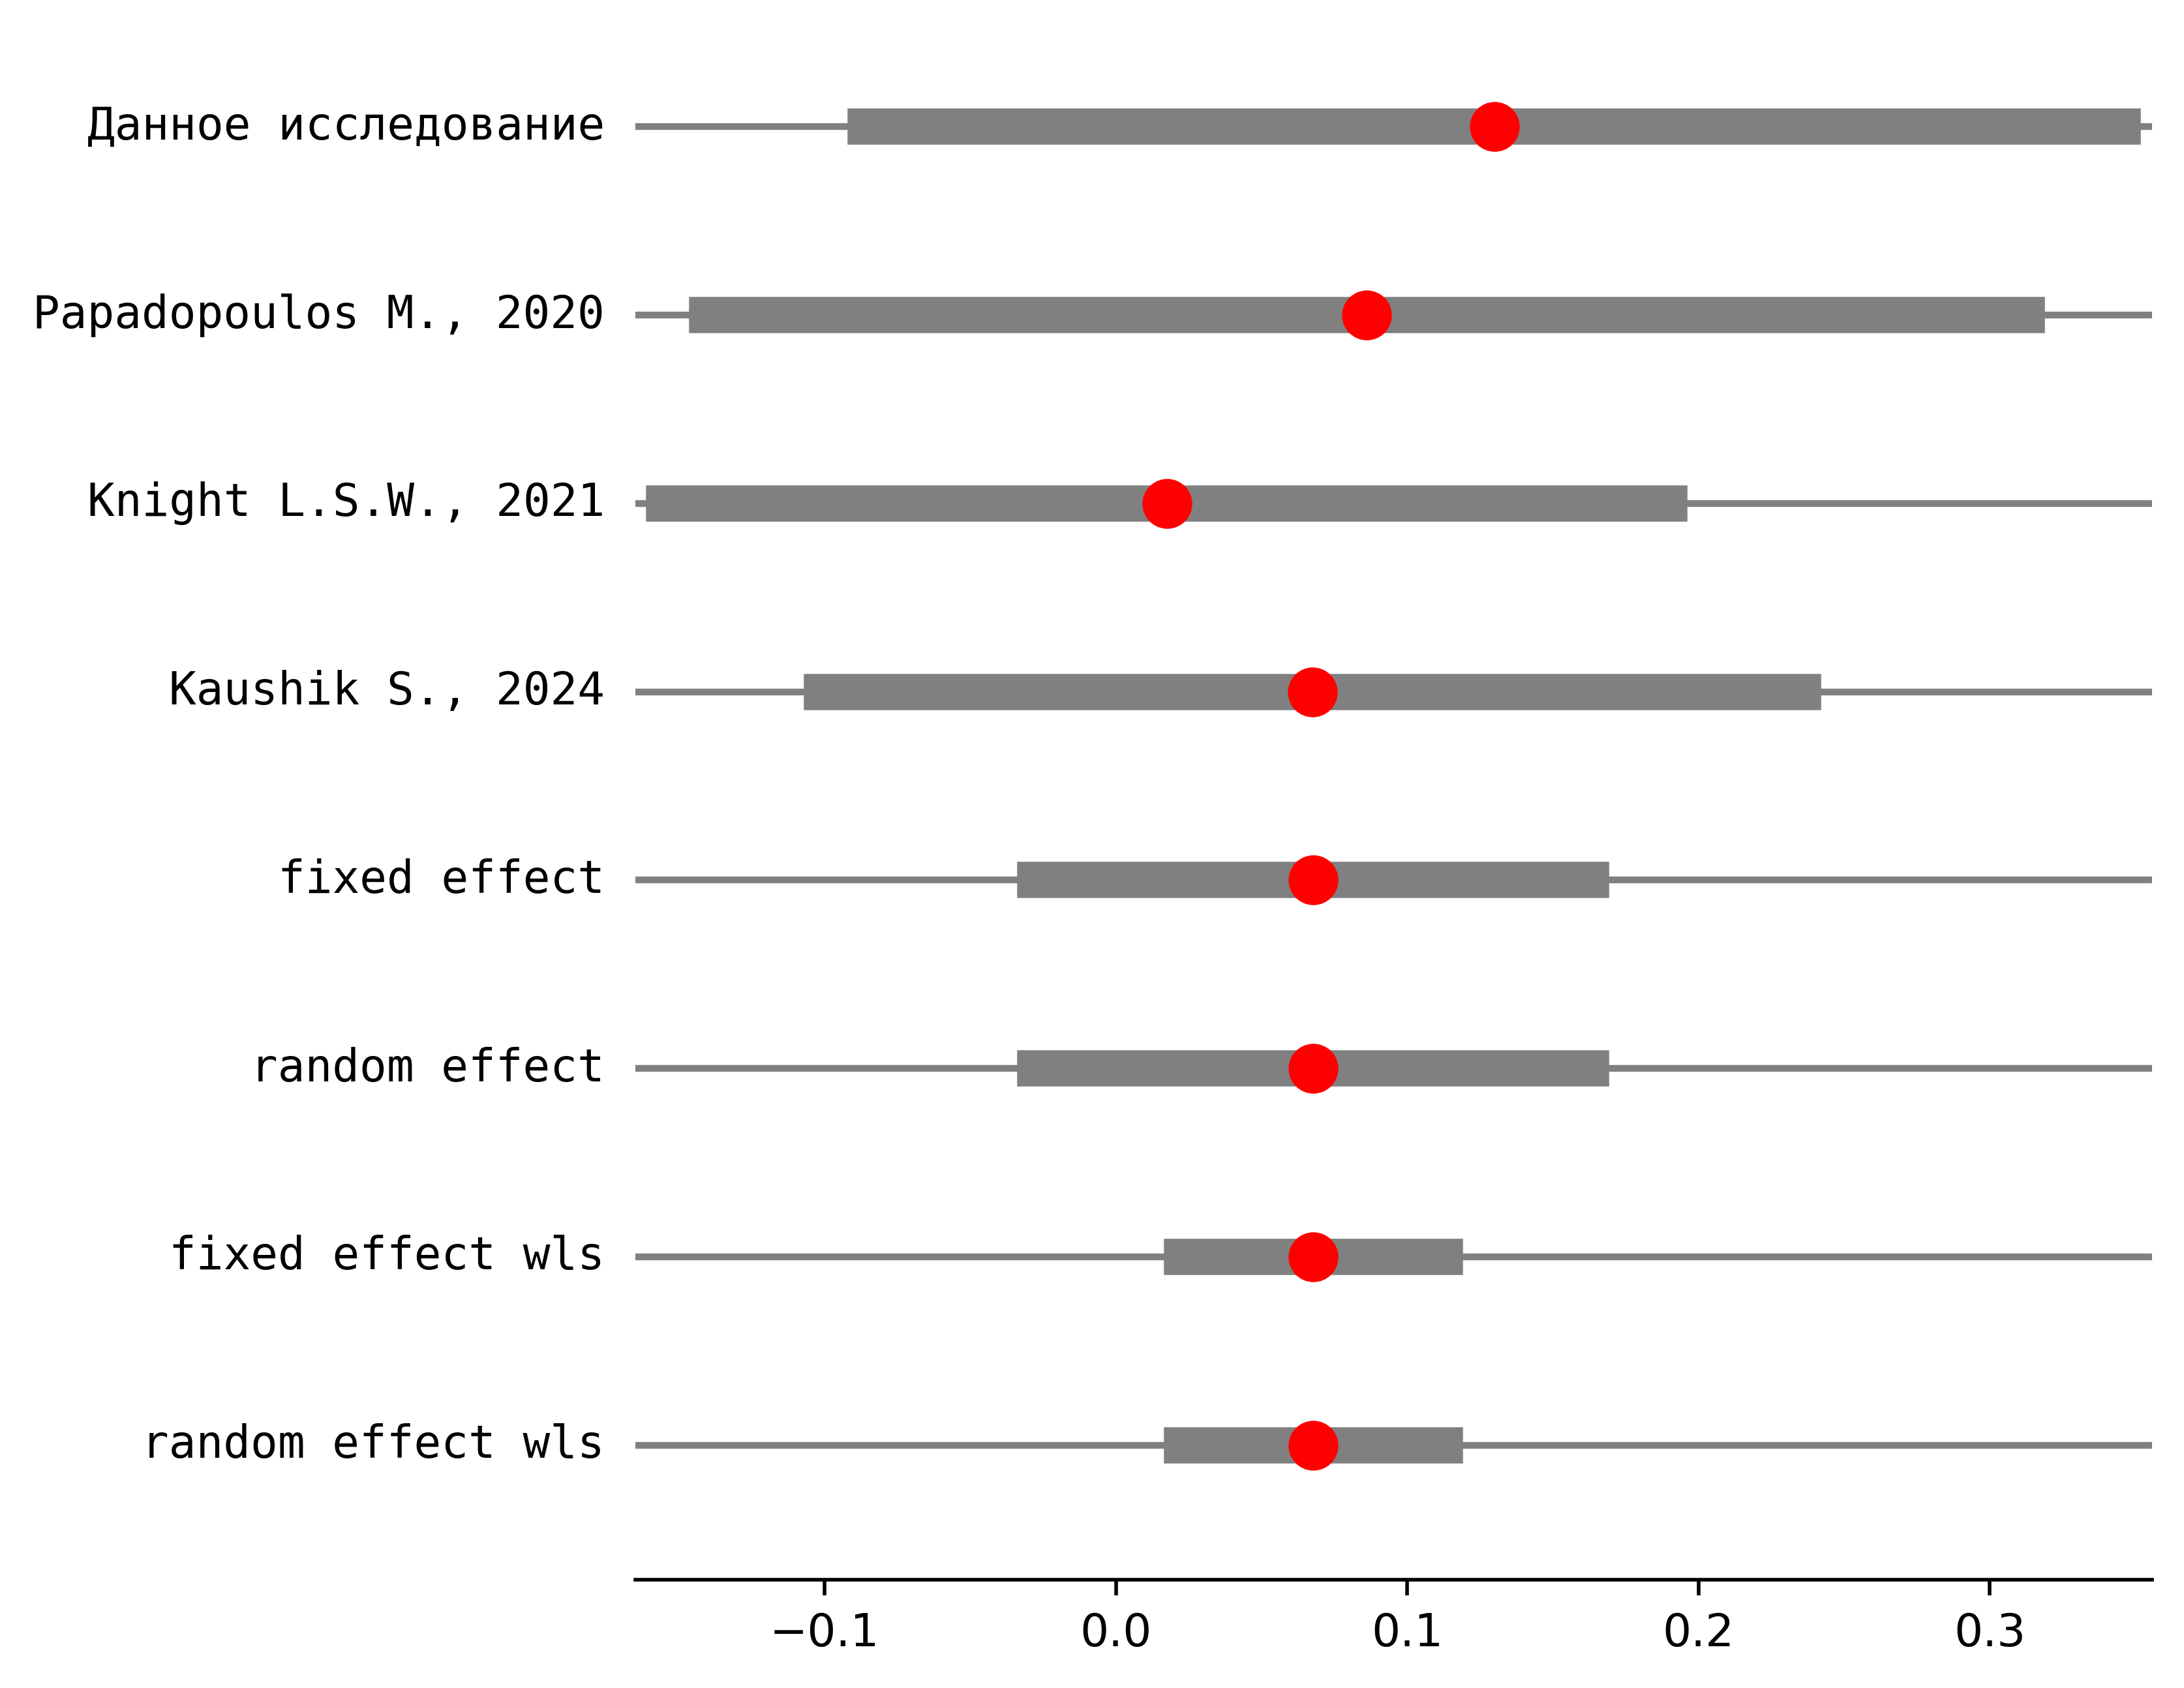 Данное исследование
Papadopoulos M., 2020
Knight L.S.W., 2021
Kaushik S., 2024
fixed effect
random effect
fixed effect wls
random effect wls
−0.1 0.0 0.1 0.2 0.3